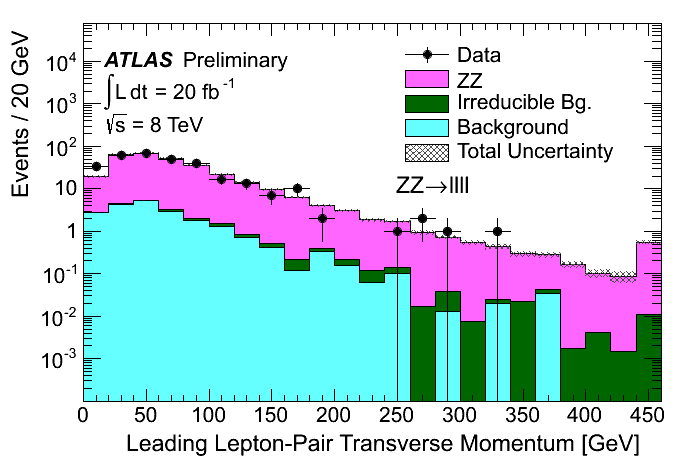 Events / 20 GeV
10⁴
10³
10²
10
1
10⁻¹
10⁻²
10⁻³
ATLAS Preliminary
∫L dt = 20 fb⁻¹
√s = 8 TeV
Data
ZZ
Irreducible Bg.
Background
Total Uncertainty
ZZ→llll
0 50 100 150 200 250 300 350 400 450
Leading Lepton-Pair Transverse Momentum [GeV]